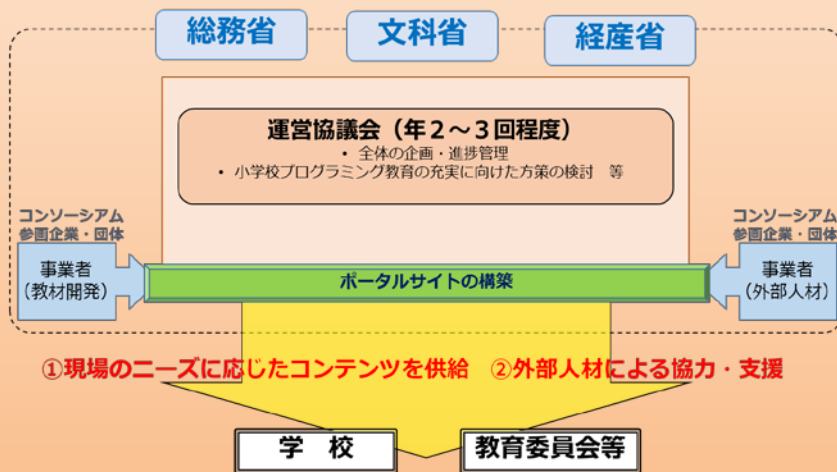 総務省
文科省
経産省
運営協議会（年２～３回程度）
• 全体の企画・進捗管理
• 小学校プログラミング教育の充実に向けた方策の検討　等
コンソーシアム
参画企業・団体
事業者
（教材開発）
コンソーシアム
参画企業・団体
事業者
（外部人材）
ポータルサイトの構築
①現場のニーズに応じたコンテンツを供給　②外部人材による協力・支援
学　校
教育委員会等